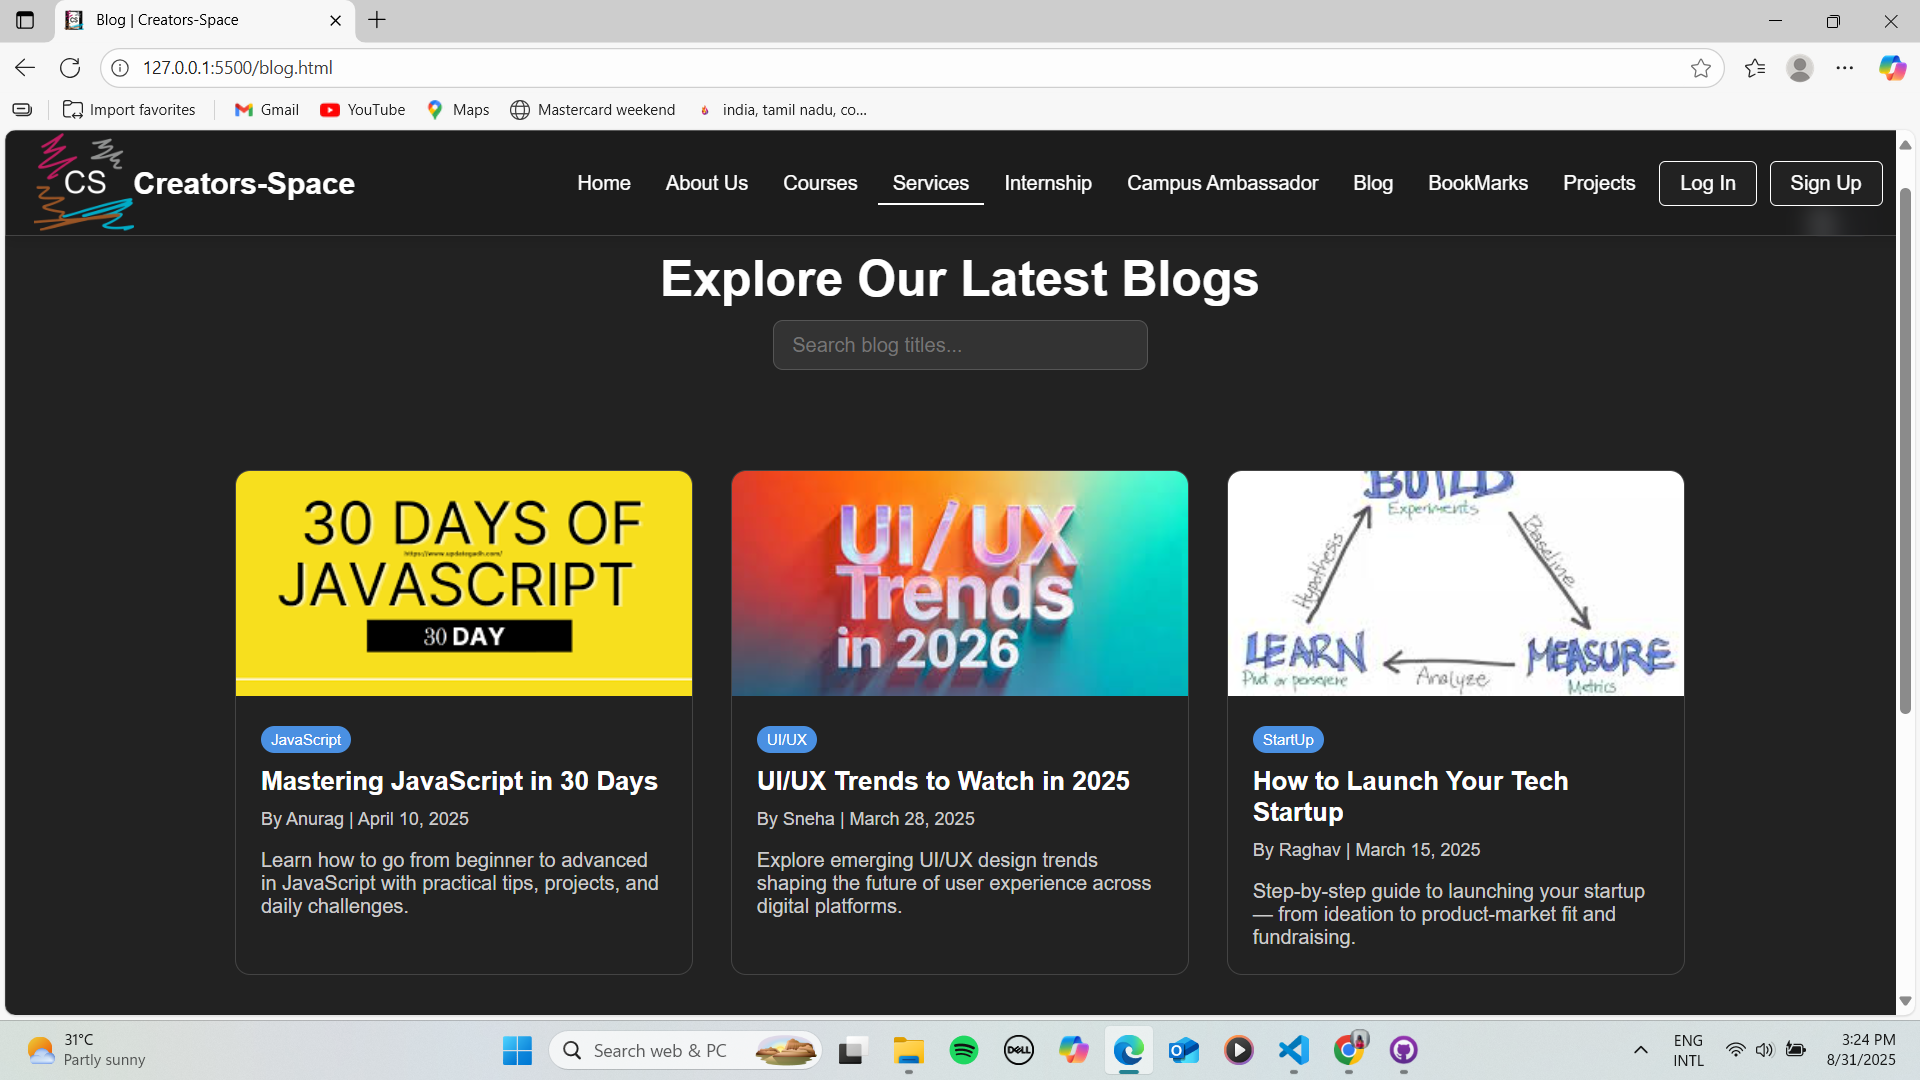 Blog | Creators-Space
127.0.0.1:5500/blog.html
Import favorites
Gmail
YouTube
Maps
Mastercard weekend
india, tamil nadu, co...
CS
Creators-Space
Home
About Us
Courses
Services
Internship
Campus Ambassador
Blog
BookMarks
Projects
Log In
Sign Up
Explore Our Latest Blogs
Search blog titles...
30 DAYS OF
https://www.updategadh.com/
JAVASCRIPT
30 DAY
JavaScript
Mastering JavaScript in 30 Days
By Anurag | April 10, 2025
Learn how to go from beginner to advanced
in JavaScript with practical tips, projects, and
daily challenges.
UI/UX
Trends
in 2026
UI/UX
UI/UX Trends to Watch in 2025
By Sneha | March 28, 2025
Explore emerging UI/UX design trends
shaping the future of user experience across
digital platforms.
BUILD
Experiments
Hypothesis
Baseline
LEARN
Pivot or persevere
Analyze
MEASURE
Metrics
StartUp
How to Launch Your Tech
Startup
By Raghav | March 15, 2025
Step-by-step guide to launching your startup
— from ideation to product-market fit and
fundraising.
31°C
Partly sunny
Search web & PC
DELL
ENG
INTL
3:24 PM
8/31/2025